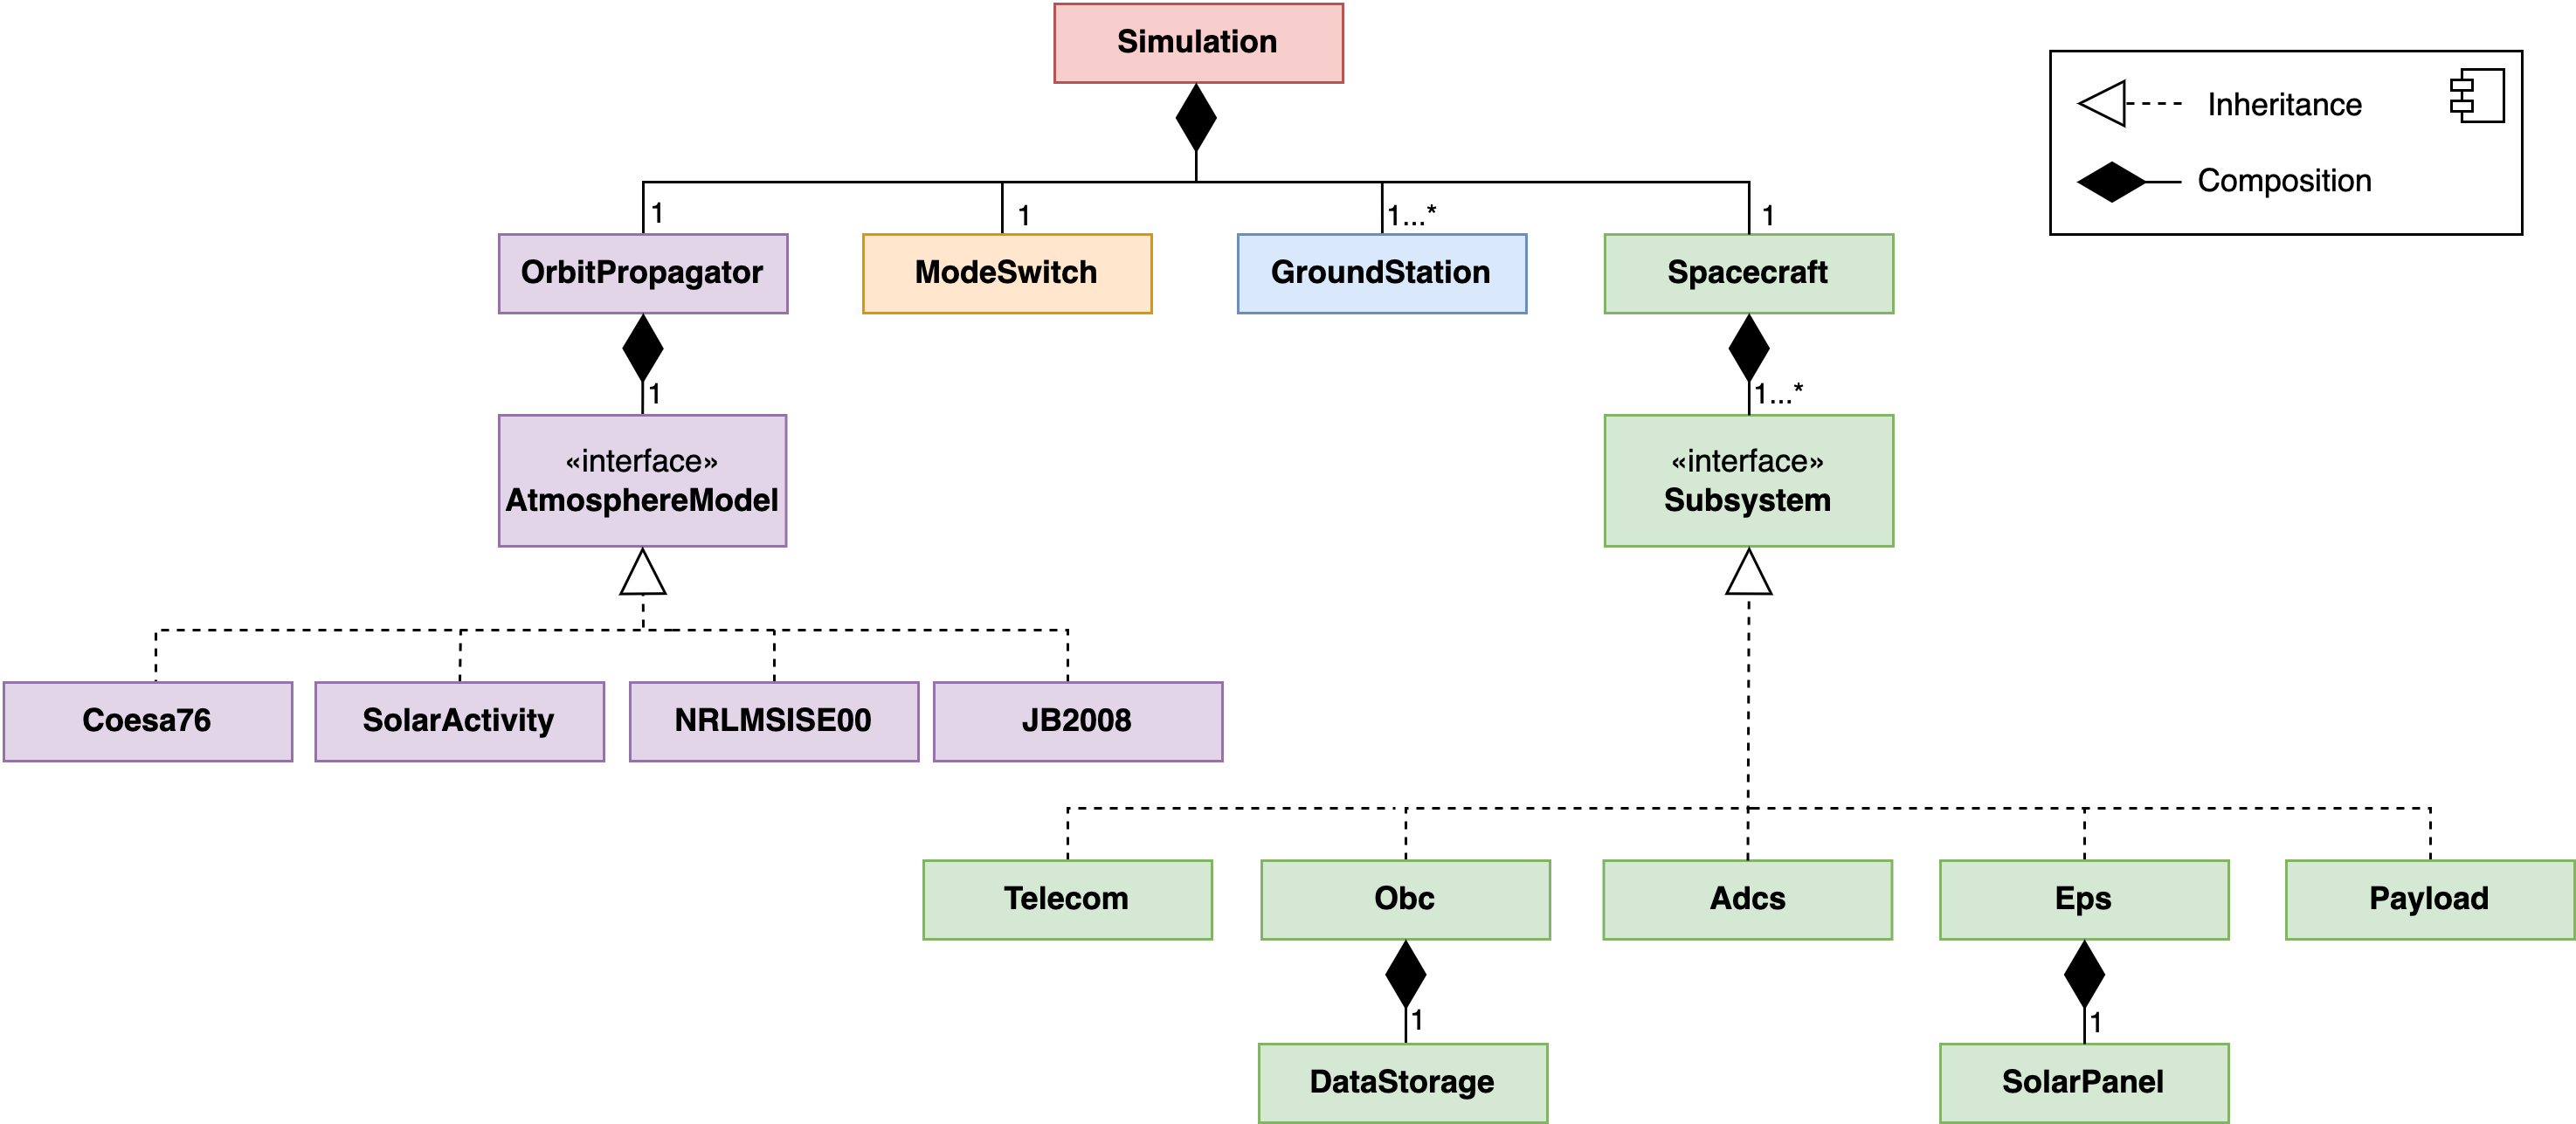 Simulation
Inheritance
Composition
1
1
1...*
1
OrbitPropagator
ModeSwitch
GroundStation
Spacecraft
1
1...*
«interface»
AtmosphereModel
«interface»
Subsystem
Coesa76
SolarActivity
NRLMSISE00
JB2008
Telecom
Obc
Adcs
Eps
Payload
1
1
DataStorage
SolarPanel